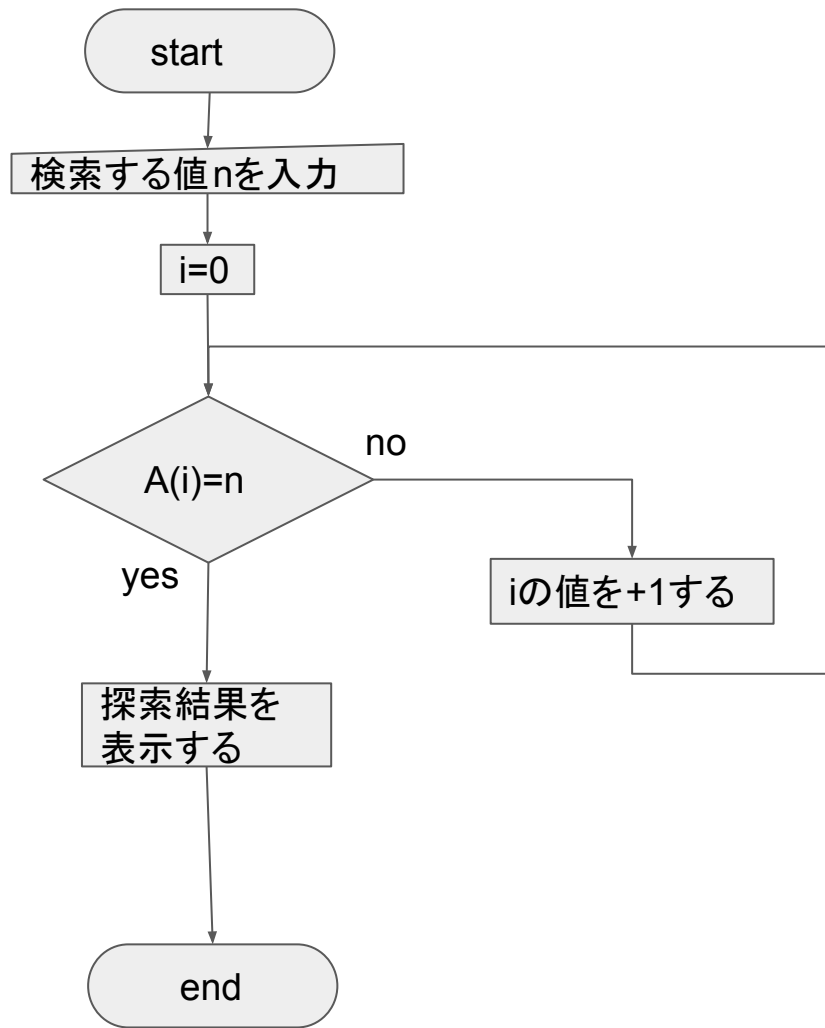 start
検索する値nを入力
i=0
A(i)=n
no
yes
iの値を+1する
探索結果を
表示する
end